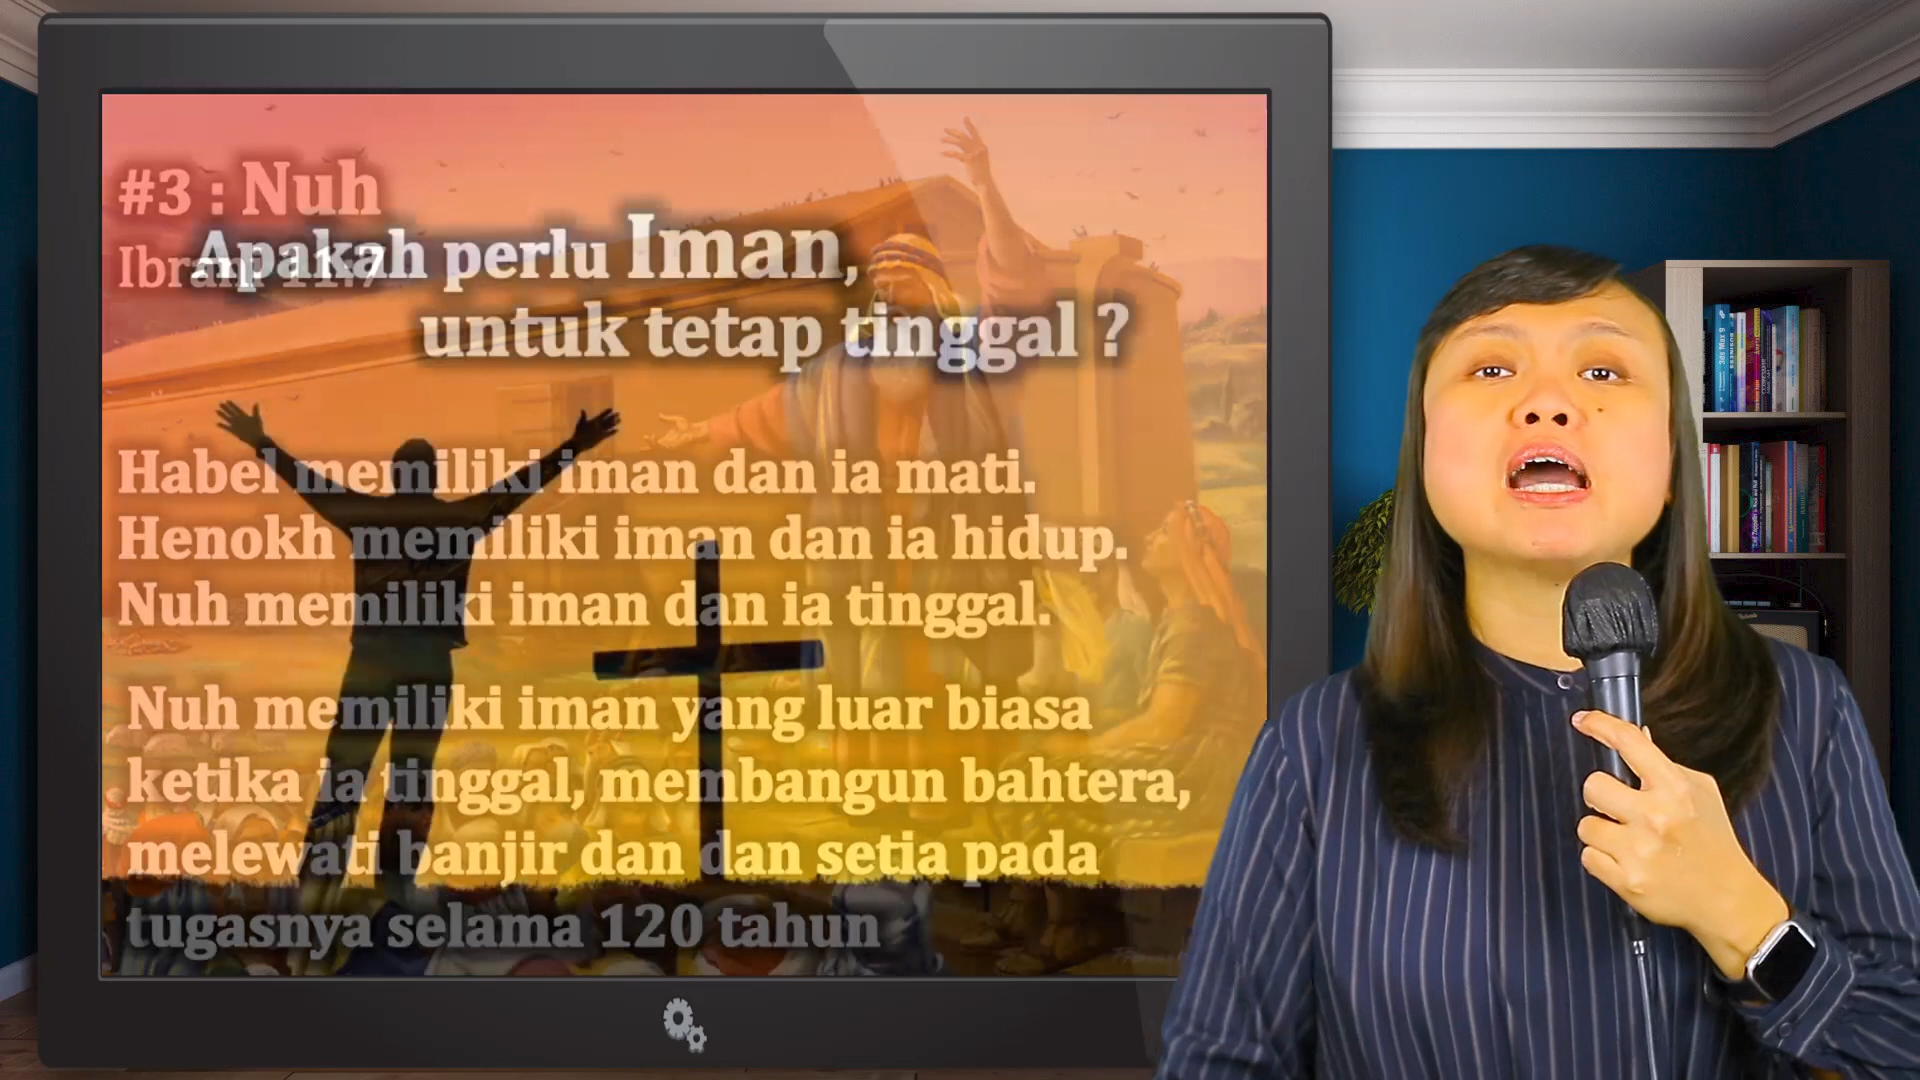 #3 : Nuh
Ibrani 11:7
Apakah perlu Iman,
untuk tetap tinggal ?
Habel memiliki iman dan ia mati.
Henokh memiliki iman dan ia hidup.
Nuh memiliki iman dan ia tinggal.
Nuh memiliki iman yang luar biasa
ketika ia tinggal, membangun bahtera,
melewati banjir dan dan setia pada
tugasnya selama 120 tahun